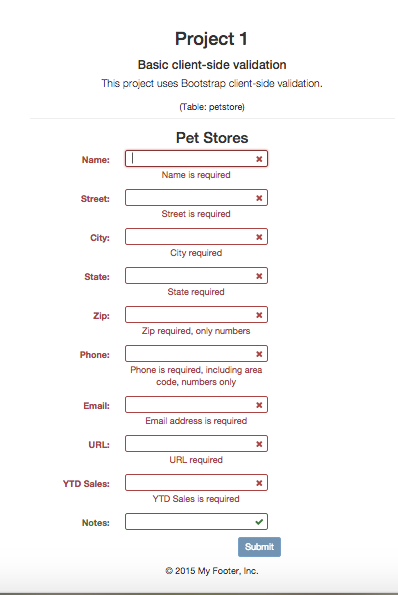 Project 1
Basic client-side validation
This project uses Bootstrap client-side validation.
(Table: petstore)
Pet Stores
Name:
Name is required
Street:
Street is required
City:
City required
State:
State required
Zip:
Zip required, only numbers
Phone:
Phone is required, including area
code, numbers only
Email:
Email address is required
URL:
URL required
YTD Sales:
YTD Sales is required
Notes:
Submit
© 2015 My Footer, Inc.